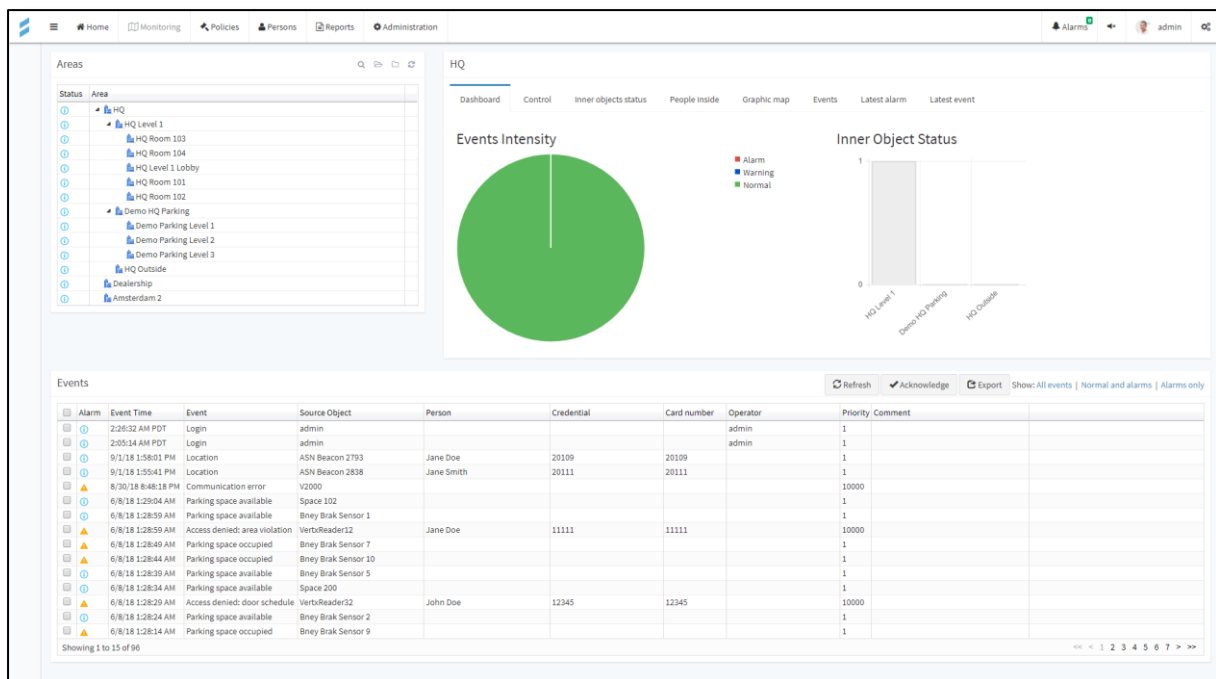 Home Monitoring Policies Persons Reports Administration Alarms 0 admin
Areas
Status Area
HQ
HQ Level 1
HQ Room 103
HQ Room 104
HQ Level 1 Lobby
HQ Room 101
HQ Room 102
Demo HQ Parking
Demo Parking Level 1
Demo Parking Level 2
Demo Parking Level 3
HQ Outside
Dealership
Amsterdam 2
HQ
Dashboard Control Inner objects status People inside Graphic map Events Latest alarm Latest event
Events Intensity
Alarm
Warning
Normal
Inner Object Status
1
0
HQ Level 1
Demo HQ Parking
HQ Outside
Events
Refresh Acknowledge Export Show: All events | Normal and alarms | Alarms only
Alarm Event Time Event Source Object Person Credential Card number Operator Priority Comment
2:26:32 AM PDT Login admin admin 1
2:05:14 AM PDT Login admin admin 1
9/1/18 1:58:01 PM Location ASN Beacon 2793 Jane Doe 20109 20109 1
9/1/18 1:55:41 PM Location ASN Beacon 2838 Jane Smith 20111 20111 1
8/30/18 8:48:18 PM Communication error V2000 10000
6/8/18 1:29:04 AM Parking space available Space 102 1
6/8/18 1:28:59 AM Parking space available Bney Brak Sensor 1 1
6/8/18 1:28:59 AM Access denied: area violation VertxReader12 Jane Doe 11111 11111 10000
6/8/18 1:28:49 AM Parking space occupied Bney Brak Sensor 7 1
6/8/18 1:28:44 AM Parking space occupied Bney Brak Sensor 10 1
6/8/18 1:28:39 AM Parking space available Bney Brak Sensor 5 1
6/8/18 1:28:34 AM Parking space available Space 200 1
6/8/18 1:28:29 AM Access denied: door schedule VertxReader32 John Doe 12345 12345 10000
6/8/18 1:28:24 AM Parking space available Bney Brak Sensor 2 1
6/8/18 1:28:14 AM Parking space occupied Bney Brak Sensor 9 1
Showing 1 to 15 of 96 << < 1 2 3 4 5 6 7 > >>